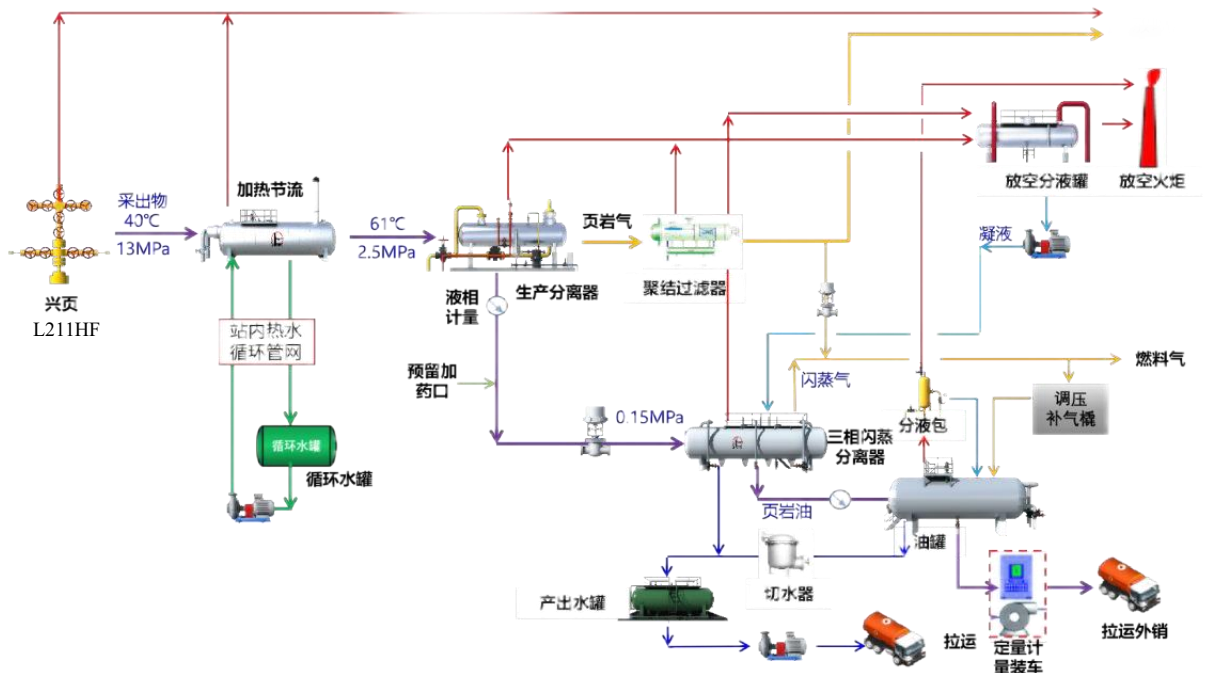 加热节流
采出物
40℃
13MPa
61℃
2.5MPa
页岩气
放空分液罐
放空火炬
兴页
L211HF
液相
计量
生产分离器
聚结过滤器
凝液
站内热水
循环管网
预留加
药口
0.15MPa
闪蒸气
燃料气
调压
补气橇
分液包
三相闪蒸
分离器
循环水罐
循环水罐
页岩油
油罐
切水器
产出水罐
拉运
定量计
量装车
拉运外销